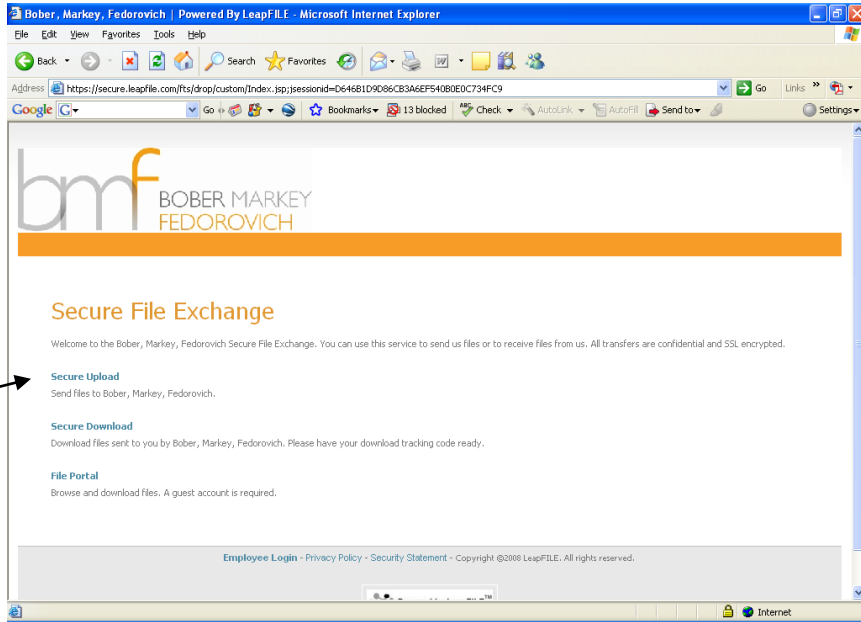 Bober, Markey, Fedorovich | Powered By LeapFILE - Microsoft Internet Explorer
File Edit View Favorites Tools Help
Back Search Favorites
Address https://secure.leapfile.com/fts/drop/custom/Index.jsp;jsessionid=D646B1D9D86CB3A6EF540B0E0C734FC9 Go Links »
Google G Go Bookmarks 13 blocked ABC Check AutoLink AutoFill Send to Settings
bmf BOBER MARKEY
FEDOROVICH
Secure File Exchange
Welcome to the Bober, Markey, Fedorovich Secure File Exchange. You can use this service to send us files or to receive files from us. All transfers are confidential and SSL encrypted.
Secure Upload
Send files to Bober, Markey, Fedorovich.
Secure Download
Download files sent to you by Bober, Markey, Fedorovich. Please have your download tracking code ready.
File Portal
Browse and download files. A guest account is required.
Employee Login - Privacy Policy - Security Statement - Copyright ©2008 LeapFILE. All rights reserved.
Internet